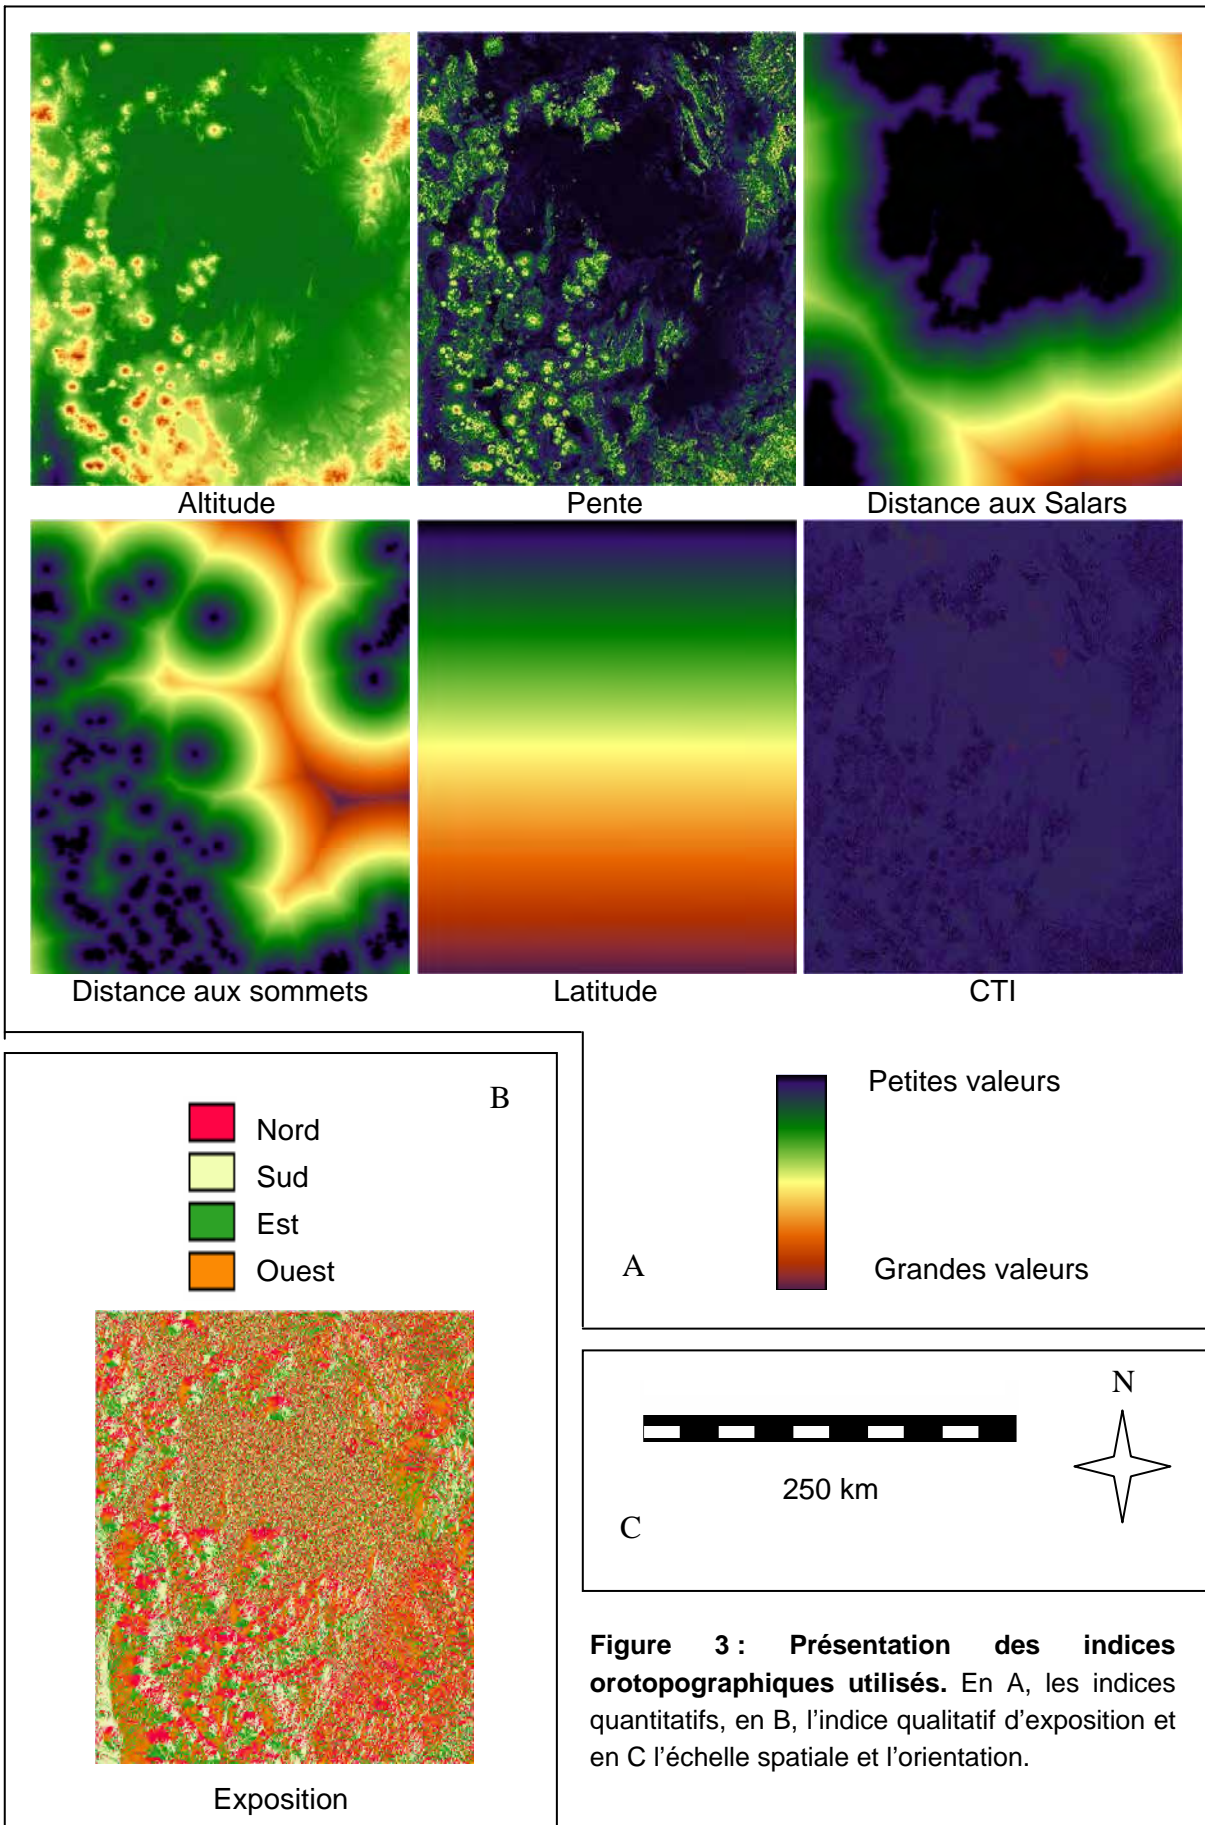 Altitude
Pente
Distance aux Salars
Distance aux sommets
Latitude
CTI
Petites valeurs
Grandes valeurs
A
B
Nord
Sud
Est
Ouest
Exposition
N
250 km
C
Figure 3 : Présentation des indices
orotopographiques utilisés. En A, les indices
quantitatifs, en B, l’indice qualitatif d’exposition et
en C l’échelle spatiale et l’orientation.